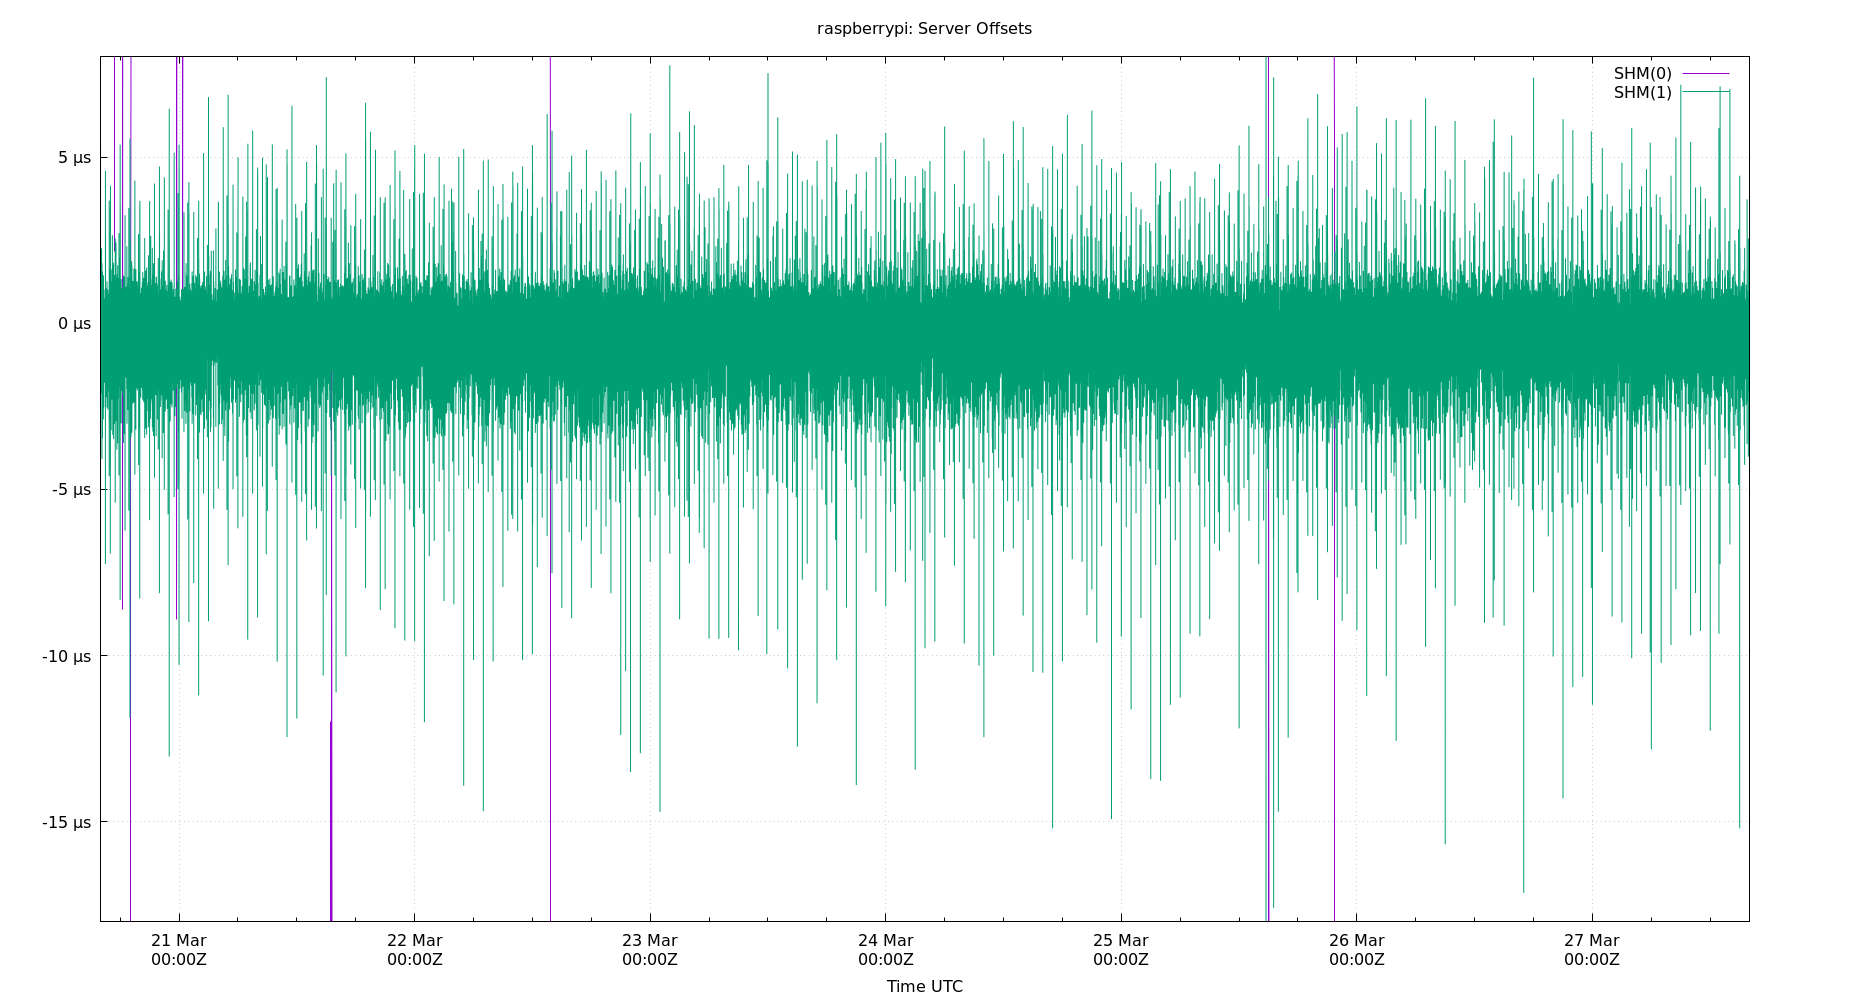 raspberrypi: Server Offsets
SHM(0)
SHM(1)
5 µs
0 µs
-5 µs
-10 µs
-15 µs
21 Mar 22 Mar 23 Mar 24 Mar 25 Mar 26 Mar 27 Mar
00:00Z 00:00Z 00:00Z 00:00Z 00:00Z 00:00Z 00:00Z
Time UTC